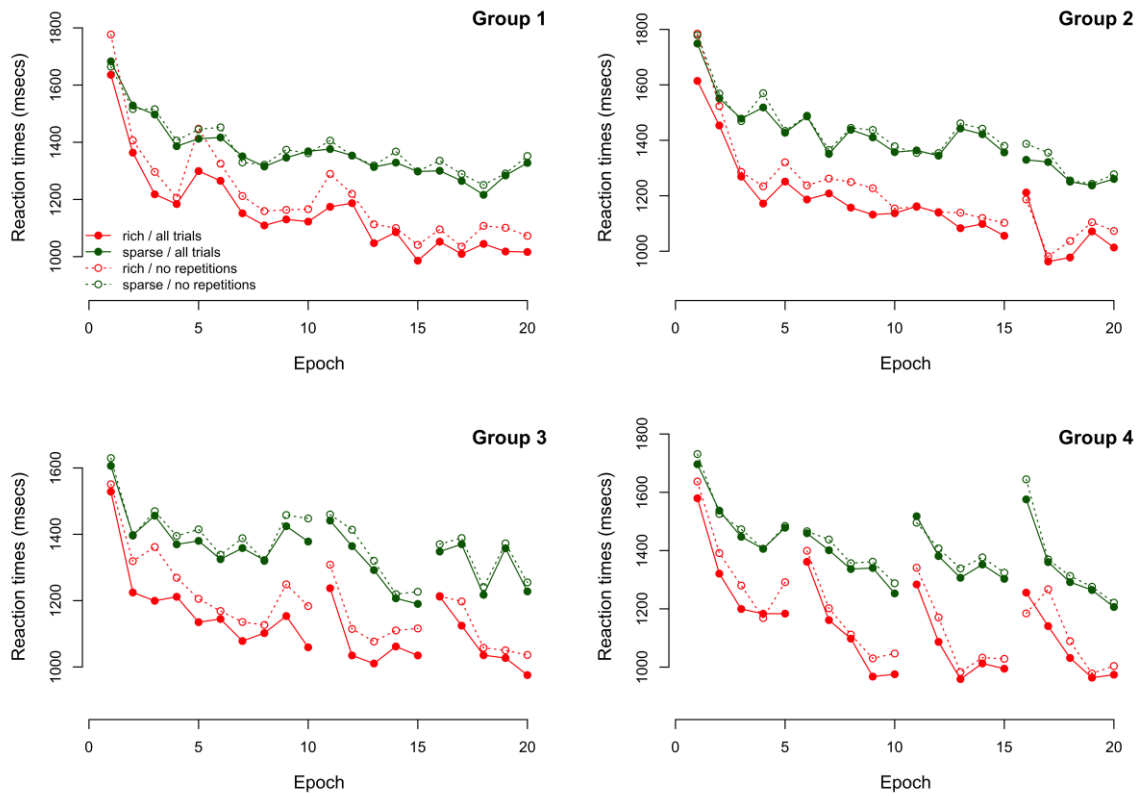 Group 1
Reaction times (msecs)
1800
1600
1400
1200
1000
rich / all trials
sparse / all trials
rich / no repetitions
sparse / no repetitions
0 5 10 15 20
Epoch
Group 2
Reaction times (msecs)
1800
1600
1400
1200
1000
0 5 10 15 20
Epoch
Group 3
Reaction times (msecs)
1600
1400
1200
1000
0 5 10 15 20
Epoch
Group 4
Reaction times (msecs)
1800
1600
1400
1200
1000
0 5 10 15 20
Epoch